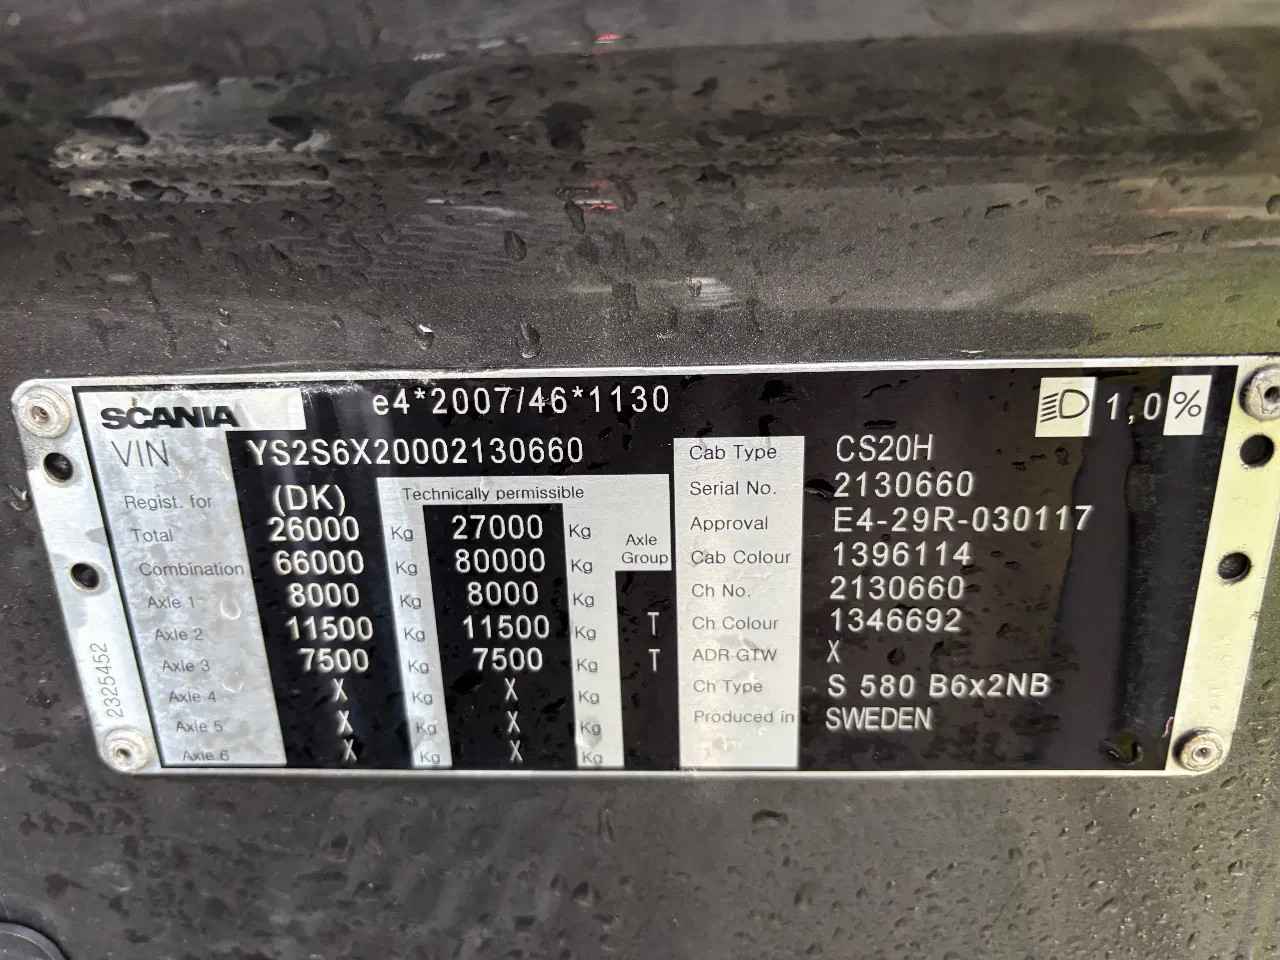 SCANIA e4*2007/46*1130 1,0 %
VIN YS2S6X20002130660
Regist. for (DK) Technically permissible
Total 26000 Kg 27000 Kg Axle Group
Combination 66000 Kg 80000 Kg
Axle 1 8000 Kg 8000 Kg
Axle 2 11500 Kg 11500 Kg T
Axle 3 7500 Kg 7500 Kg T
Axle 4 X Kg X Kg
Axle 5 X Kg X Kg
Axle 6 X Kg X Kg
Cab Type CS20H
Serial No. 2130660
Approval E4-29R-030117
Cab Colour 1396114
Ch No. 2130660
Ch Colour 1346692
ADR GTW X
Ch Type S 580 B6x2NB
Produced in SWEDEN
2325452